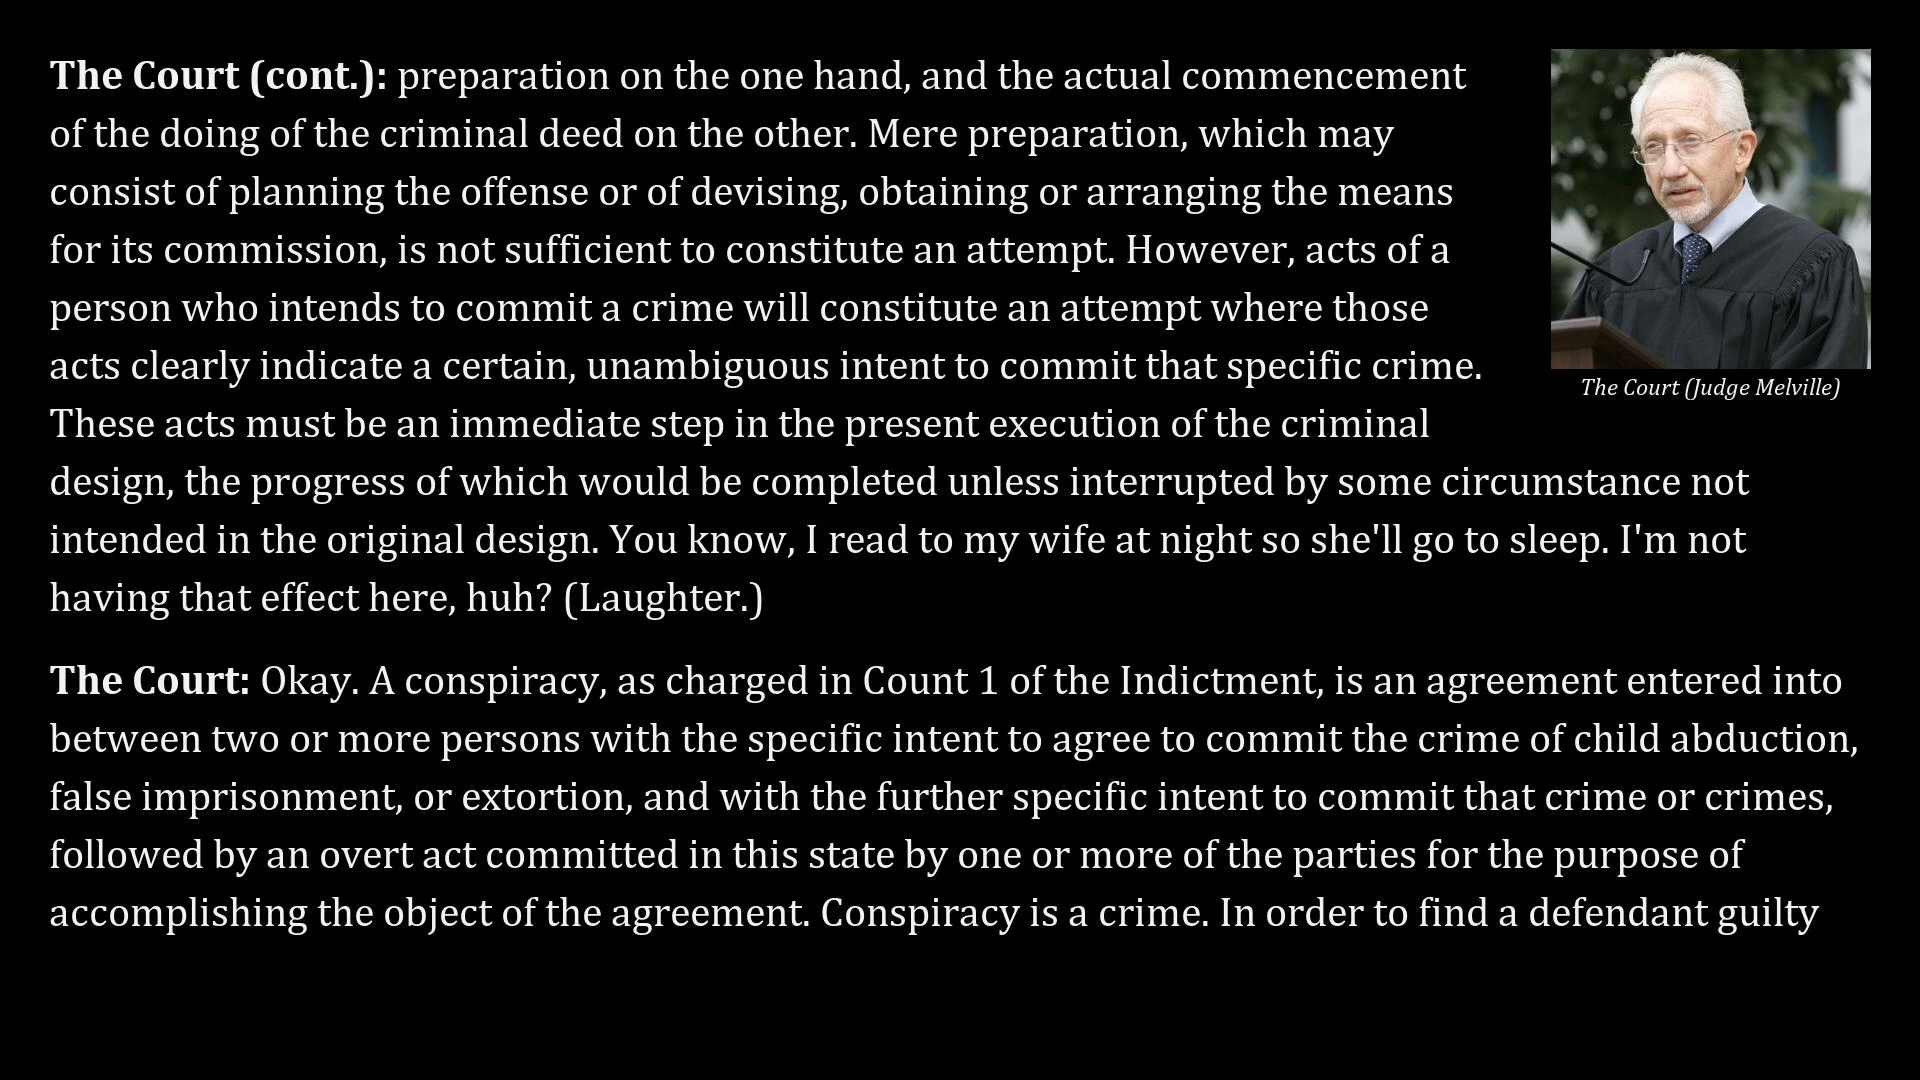 The Court (cont.): preparation on the one hand, and the actual commencement
of the doing of the criminal deed on the other. Mere preparation, which may
consist of planning the offense or of devising, obtaining or arranging the means
for its commission, is not sufficient to constitute an attempt. However, acts of a
person who intends to commit a crime will constitute an attempt where those
acts clearly indicate a certain, unambiguous intent to commit that specific crime.
These acts must be an immediate step in the present execution of the criminal
design, the progress of which would be completed unless interrupted by some circumstance not
intended in the original design. You know, I read to my wife at night so she'll go to sleep. I'm not
having that effect here, huh? (Laughter.)
The Court: Okay. A conspiracy, as charged in Count 1 of the Indictment, is an agreement entered into
between two or more persons with the specific intent to agree to commit the crime of child abduction,
false imprisonment, or extortion, and with the further specific intent to commit that crime or crimes,
followed by an overt act committed in this state by one or more of the parties for the purpose of
accomplishing the object of the agreement. Conspiracy is a crime. In order to find a defendant guilty
The Court (Judge Melville)